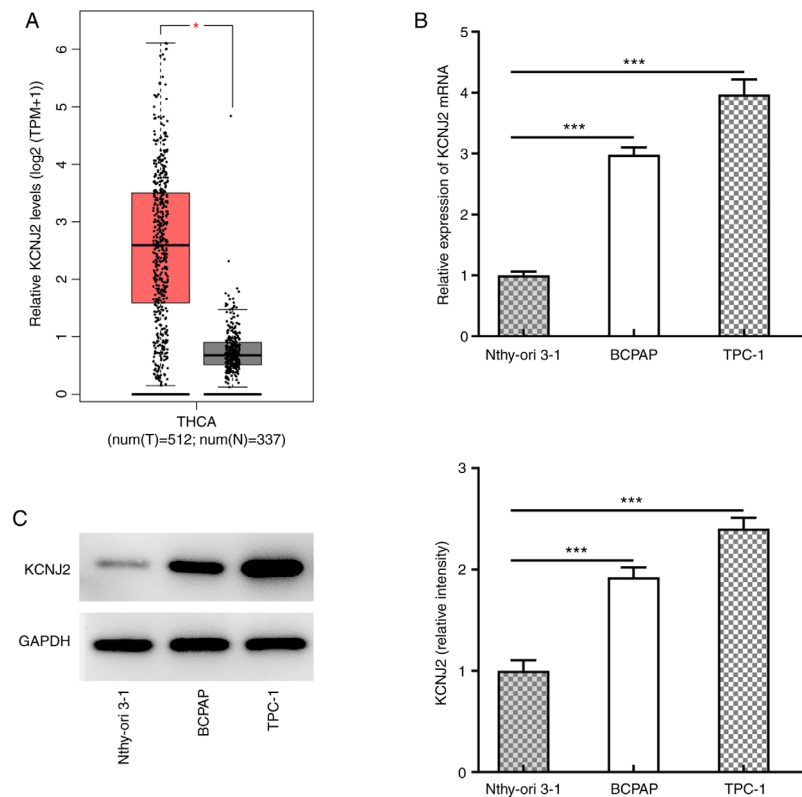 A
Relative KCNJ2 levels (log2 (TPM+1))
6
5
4
3
2
1
0
*
THCA
(num(T)=512; num(N)=337)
B
Relative expression of KCNJ2 mRNA
5
4
3
2
1
0
***
***
Nthy-ori 3-1 BCPAP TPC-1
C
KCNJ2
GAPDH
Nthy-ori 3-1 BCPAP TPC-1
KCNJ2 (relative intensity)
3
2
1
0
***
***
Nthy-ori 3-1 BCPAP TPC-1